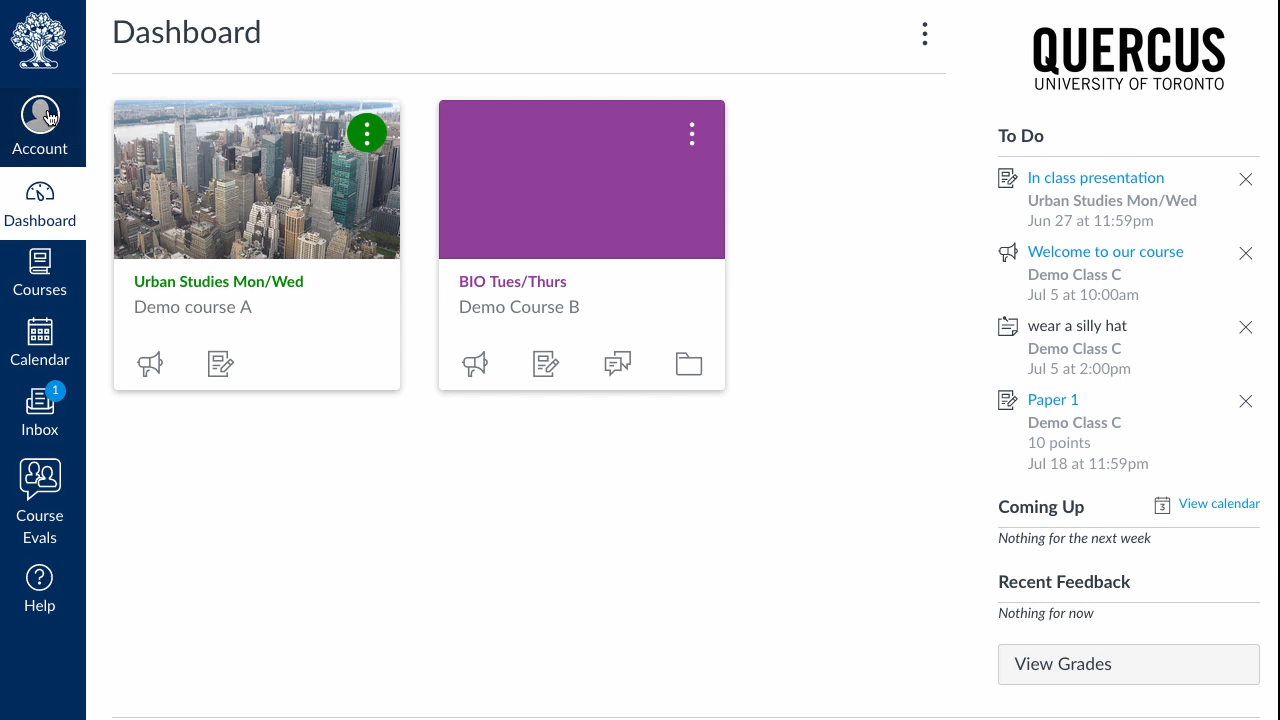 Dashboard
QUERCUS
UNIVERSITY OF TORONTO
Account
Dashboard
Courses
Calendar
1
Inbox
Course
Evals
Help
Urban Studies Mon/Wed
Demo course A
BIO Tues/Thurs
Demo Course B
To Do
In class presentation
Urban Studies Mon/Wed
Jun 27 at 11:59pm
Welcome to our course
Demo Class C
Jul 5 at 10:00am
wear a silly hat
Demo Class C
Jul 5 at 2:00pm
Paper 1
Demo Class C
10 points
Jul 18 at 11:59pm
Coming Up
3 View calendar
Nothing for the next week
Recent Feedback
Nothing for now
View Grades